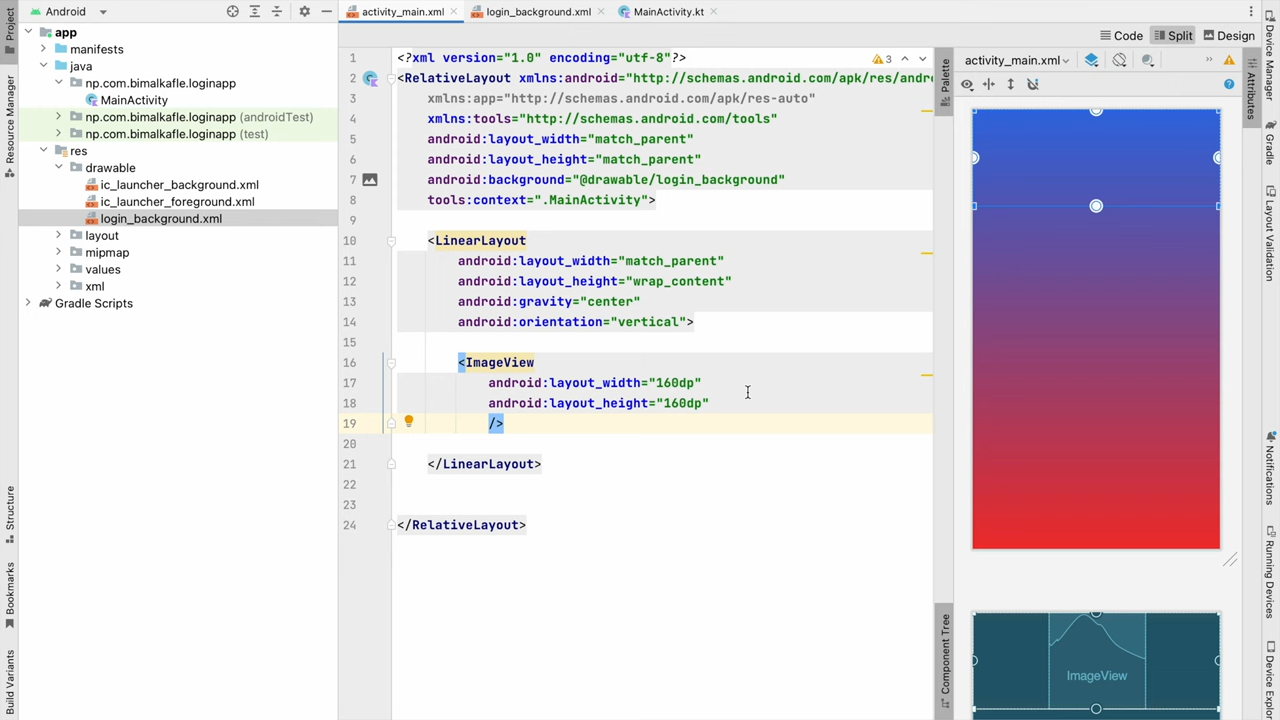 Android
activity_main.xml
login_background.xml
MainActivity.kt
Code
Split
Design
Project
Resource Manager
Structure
Bookmarks
Build Variants
app
manifests
java
np.com.bimalkafle.loginapp
MainActivity
np.com.bimalkafle.loginapp (androidTest)
np.com.bimalkafle.loginapp (test)
res
drawable
ic_launcher_background.xml
ic_launcher_foreground.xml
login_background.xml
layout
mipmap
values
xml
Gradle Scripts
1 <?xml version="1.0" encoding="utf-8"?>
3
2 <RelativeLayout xmlns:android="http://schemas.android.com/apk/res/andro
3 xmlns:app="http://schemas.android.com/apk/res-auto"
4 xmlns:tools="http://schemas.android.com/tools"
5 android:layout_width="match_parent"
6 android:layout_height="match_parent"
7 android:background="@drawable/login_background"
8 tools:context=".MainActivity">
9
10 <LinearLayout
11 android:layout_width="match_parent"
12 android:layout_height="wrap_content"
13 android:gravity="center"
14 android:orientation="vertical">
15
16 <ImageView
17 android:layout_width="160dp"
18 android:layout_height="160dp"
19 />
20
21 </LinearLayout>
22
23
24 </RelativeLayout>
Palette
Component Tree
activity_main.xml
ImageView
Attributes
Device Manager
Gradle
Layout Validation
Notifications
Running Devices
Device Explor